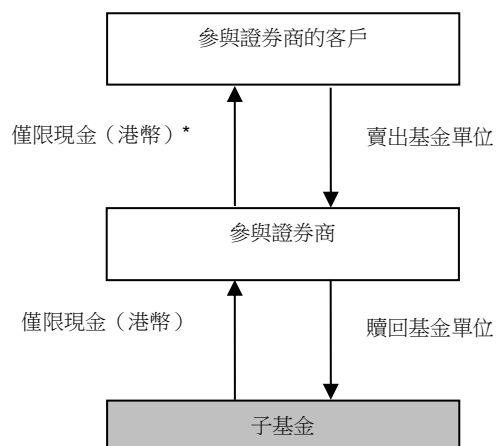 參與證券商的客戶
僅限現金（港幣）*
賣出基金單位
參與證券商
僅限現金（港幣）
贖回基金單位
子基金